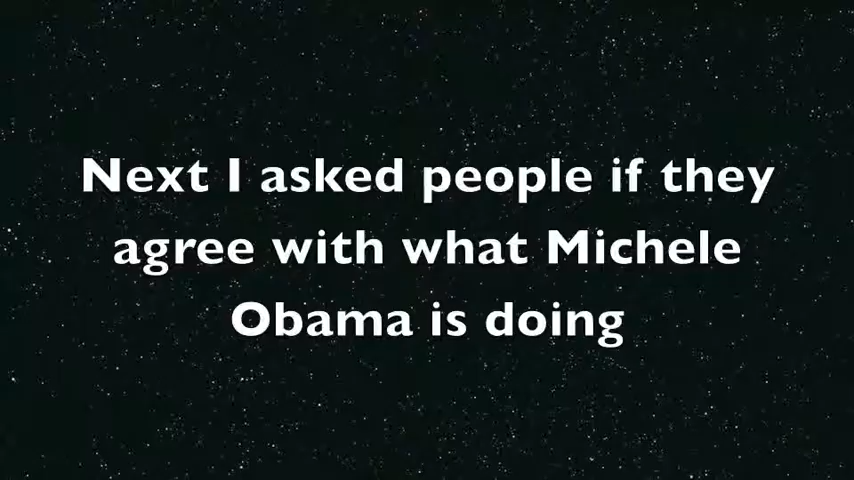 Next I asked people if they
agree with what Michele
Obama is doing